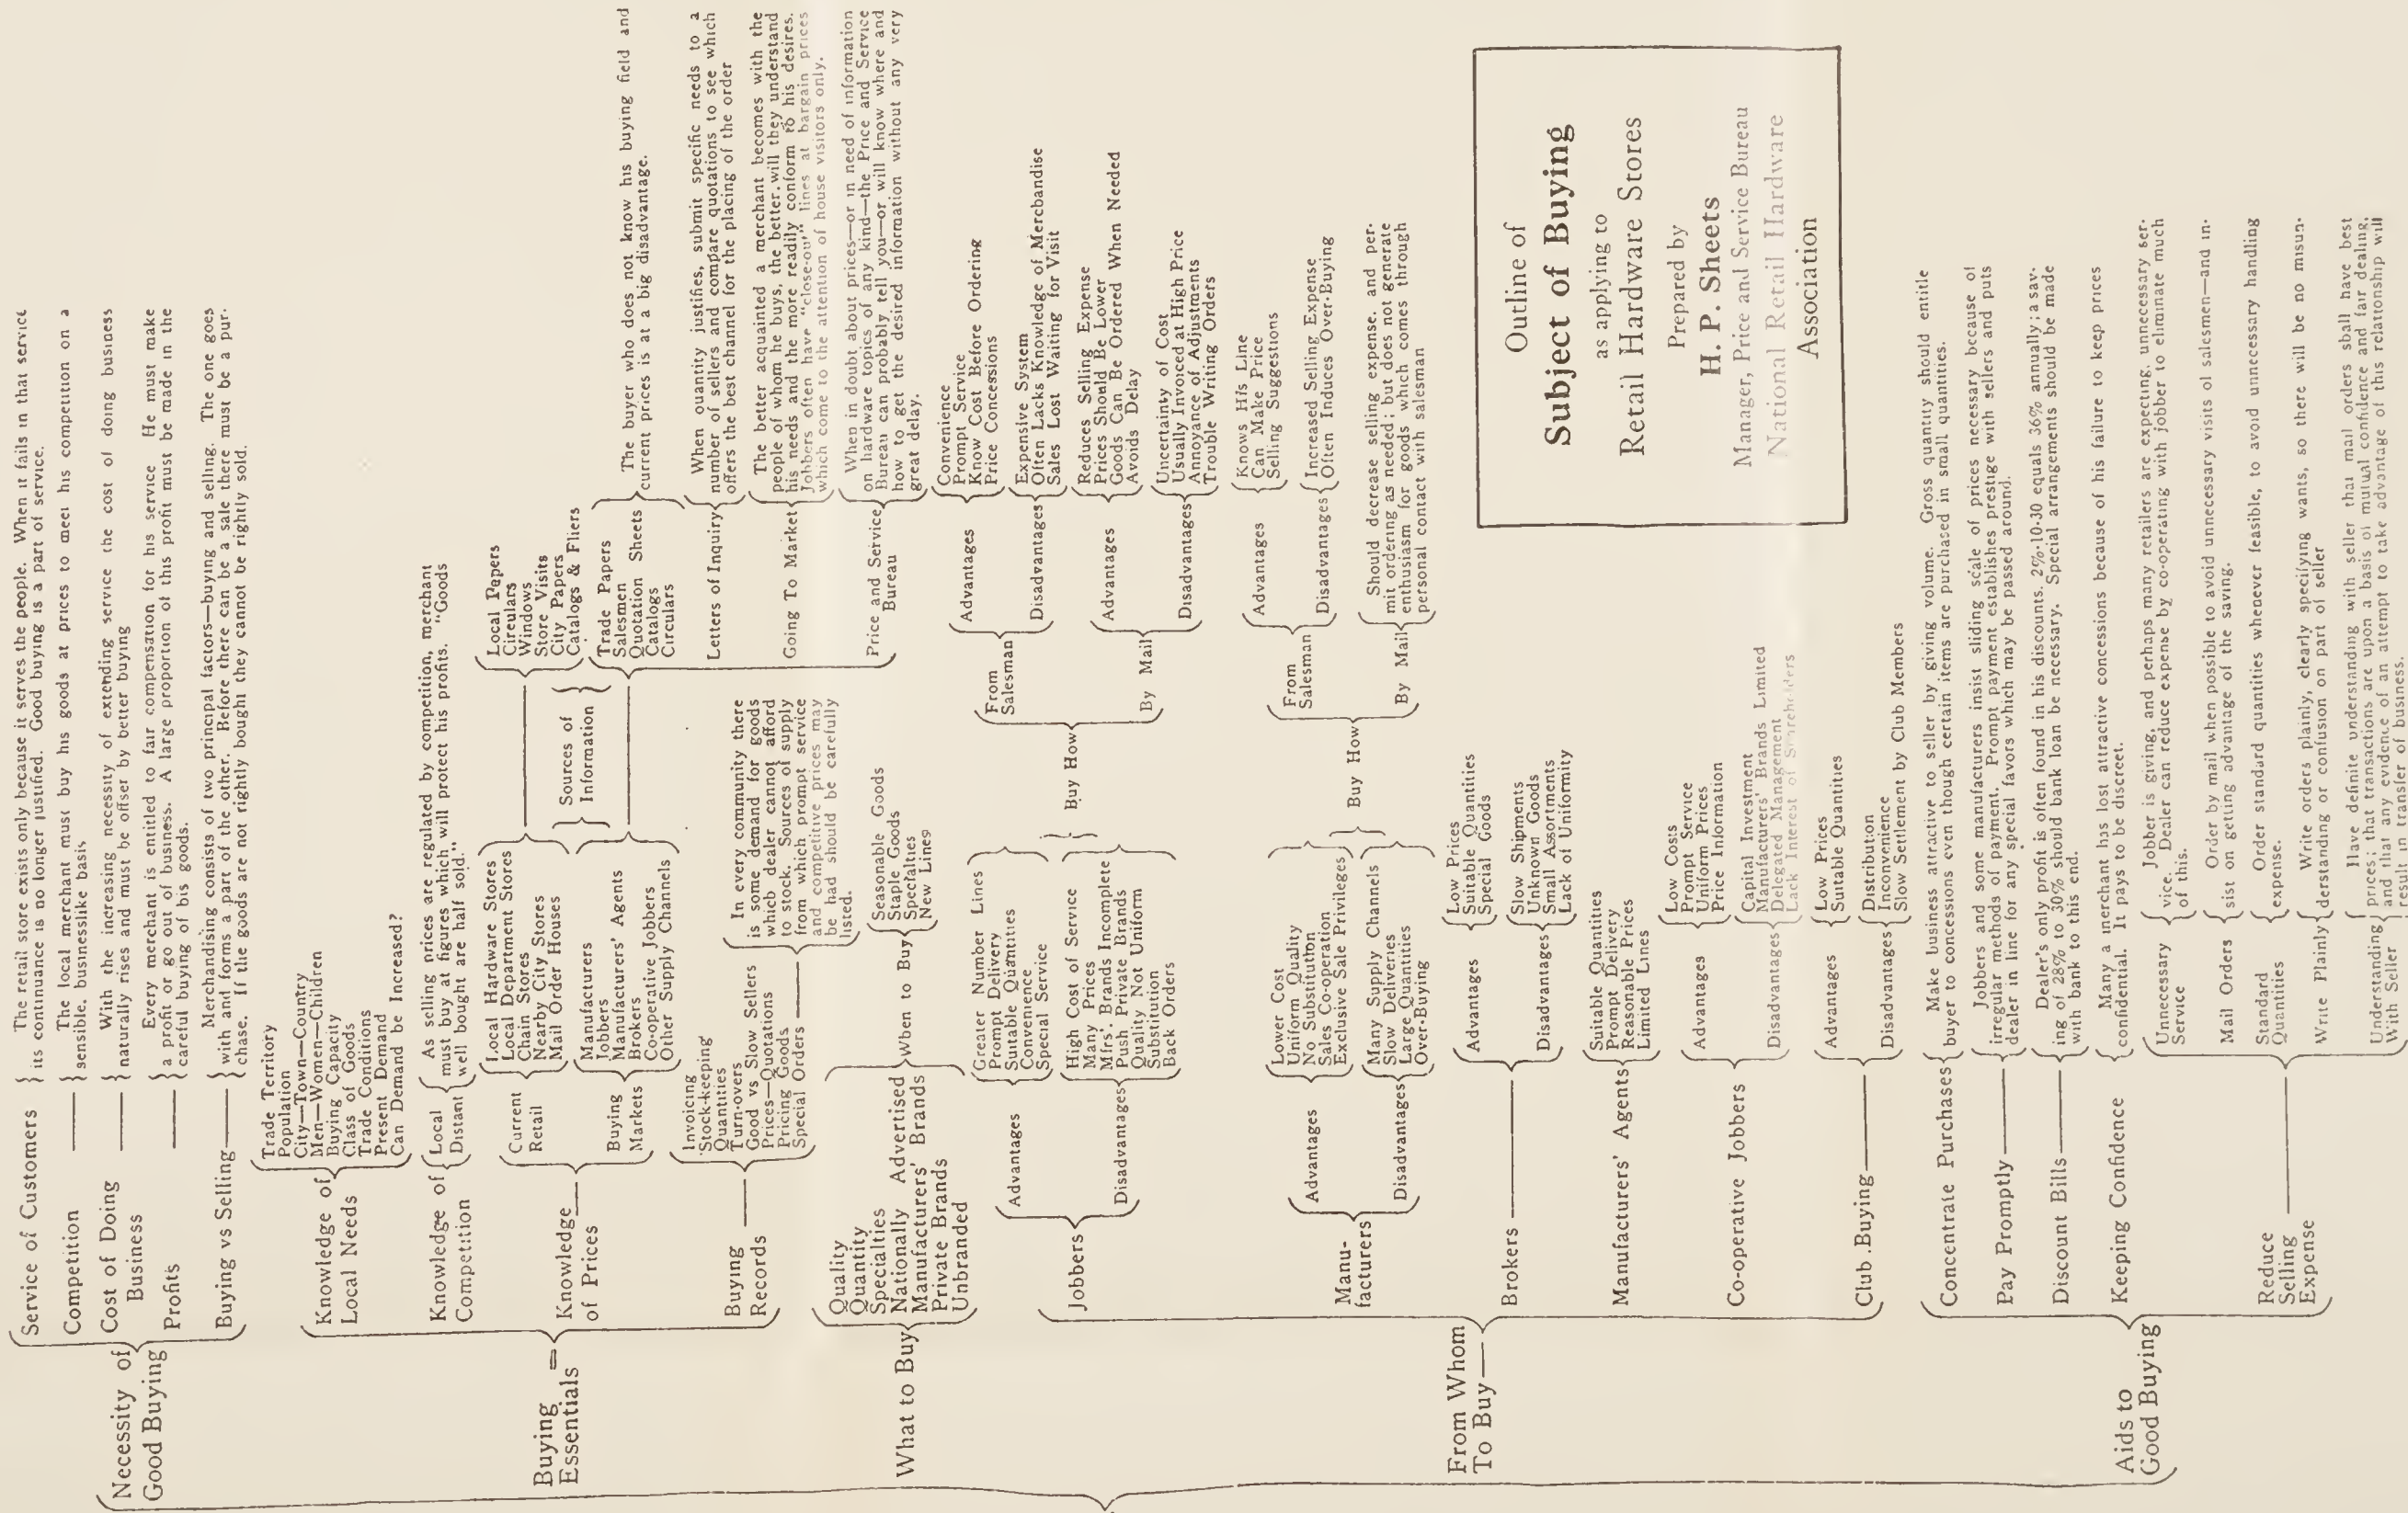 Necessity of
Good Buying
Service of Customers
The retail store exists only because it serves the people. When it fails in that service
its continuance is no longer justified. Good buying is a part of service.
Competition
The local merchant must buy his goods at prices to meet his competition on a
sensible, businesslike basis
Cost of Doing
Business
With the increasing necessity of extending service the cost of doing business
naturally rises and must be offset by better buying
Profits
Every merchant is entitled to fair compensation for his service He must make
a profit or go out of business. A large proportion of this profit must be made in the
careful buying of his goods.
Buying vs Selling
Merchandising consists of two principal factors—buying and selling. The one goes
with and forms a part of the other. Before there can be a sale there must be a pur-
chase. If the goods are not rightly bought they cannot be rightly sold.
Buying
Essentials
Knowledge of
Local Needs
Trade Territory
Population
City—Town—Country
Men—Women—Children
Buying Capacity
Class of Goods
Trade Conditions
Present Demand
Can Demand be Increased?
Knowledge of
Competition
Local
Distant
As selling prices are regulated by competition, merchant
must buy at figures which will protect his profits. "Goods
well bought are half sold."
Knowledge
of Prices
Current
Retail
Local Hardware Stores
Local Department Stores
Chain Stores
Nearby City Stores
Mail Order Houses
Buying
Markets
Manufacturers
Jobbers
Manufacturers' Agents
Brokers
Co-operative Jobbers
Other Supply Channels
Sources of
Information
Local Papers
Circulars
Windows
Store Visits
City Papers
Catalogs & Fliers
Trade Papers
Salesmen
Quotation Sheets
Catalogs
Circulars
The buyer who does not know his buying field and
current prices is at a big disadvantage.
Letters of Inquiry
When quantity justifies, submit specific needs to a
number of sellers and compare quotations to see which
offers the best channel for the placing of the order
Going To Market
The better acquainted a merchant becomes with the
people of whom he buys, the better will they understand
his needs and the more readily conform to his desires.
Jobbers often have "close-out" lines at bargain prices
which come to the attention of house visitors only.
Price and Service
Bureau
When in doubt about prices—or in need of information
on hardware topics of any kind—the Price and Service
Bureau can probably tell you—or will know where and
how to get the desired information without any very
great delay.
Buying
Records
Invoicing
Stock-keeping
Quantities
Turn-overs
Good vs Slow Sellers
Prices—Quotations
Pricing Goods
Special Orders
In every community there
is some demand for goods
which dealer cannot afford
to stock. Sources of supply
from which prompt service
and competitive prices may
be had should be carefully
listed.
What to Buy
Quality
Quantity
Specialties
Nationally Advertised
Manufacturers' Brands
Private Brands
Unbranded
When to Buy
Seasonable Goods
Staple Goods
Specialties
New Lines
From Whom
To Buy
Jobbers
Advantages
Greater Number Lines
Prompt Delivery
Suitable Quantities
Convenience
Special Service
Disadvantages
High Cost of Service
Many Prices
Mfrs'. Brands Incomplete
Push Private Brands
Quality Not Uniform
Substitution
Back Orders
Buy How
From
Salesman
Advantages
Convenience
Prompt Service
Know Cost Before Ordering
Price Concessions
Disadvantages
Expensive System
Often Lacks Knowledge of Merchandise
Sales Lost Waiting for Visit
By Mail
Advantages
Reduces Selling Expense
Prices Should Be Lower
Goods Can Be Ordered When Needed
Avoids Delay
Disadvantages
Uncertainty of Cost
Usually Invoiced at High Price
Annoyance of Adjustments
Trouble Writing Orders
Manu-
facturers
Advantages
Lower Cost
Uniform Quality
No Substitution
Sales Co-operation
Exclusive Sale Privileges
Disadvantages
Many Supply Channels
Slow Deliveries
Large Quantities
Over-Buying
Buy How
From
Salesman
Advantages
Knows His Line
Can Make Price
Selling Suggestions
Disadvantages
Increased Selling Expense
Often Induces Over-Buying
By Mail
Should decrease selling expense, and per-
mit ordering as needed; but does not generate
enthusiasm for goods which comes through
personal contact with salesman
Brokers
Advantages
Low Prices
Suitable Quantities
Special Goods
Disadvantages
Slow Shipments
Unknown Goods
Small Assortments
Lack of Uniformity
Manufacturers' Agents
Suitable Quantities
Prompt Delivery
Reasonable Prices
Limited Lines
Co-operative Jobbers
Advantages
Low Costs
Prompt Service
Uniform Prices
Price Information
Disadvantages
Capital Investment
Manufacturers' Brands Limited
Delegated Management
Lack Interest of Shareholders
Club Buying
Advantages
Low Prices
Suitable Quantities
Disadvantages
Distribution
Inconvenience
Slow Settlement by Club Members
Outline of
Subject of Buying
as applying to
Retail Hardware Stores
Prepared by
H. P. Sheets
Manager, Price and Service Bureau
National Retail Hardware
Association
Aids to
Good Buying
Concentrate Purchases
Make business attractive to seller by giving volume. Gross quantity should entitle
buyer to concessions even though certain items are purchased in small quantities.
Pay Promptly
Jobbers and some manufacturers insist sliding scale of prices necessary because of
irregular methods of payment. Prompt payment establishes prestige with sellers and puts
dealer in line for any special favors which may be passed around.
Discount Bills
Dealer's only profit is often found in his discounts. 2%-10-30 equals 36% annually; a sav-
ing of 28% to 30% should bank loan be necessary. Special arrangements should be made
with bank to this end.
Keeping Confidence
Many a merchant has lost attractive concessions because of his failure to keep prices
confidential. It pays to be discreet.
Reduce
Selling
Expense
Unnecessary
Service
Jobber is giving, and perhaps many retailers are expecting, unnecessary ser-
vice. Dealer can reduce expense by co-operating with jobber to eliminate much
of this.
Mail Orders
Order by mail when possible to avoid unnecessary visits of salesmen—and in-
sist on getting advantage of the saving.
Standard
Quantities
Order standard quantities whenever feasible, to avoid unnecessary handling
expense.
Write Plainly
Write orders plainly, clearly specifying wants, so there will be no misun-
derstanding or confusion on part of seller
Understanding
With Seller
Have definite understanding with seller that mail orders shall have best
prices; that transactions are upon a basis of mutual confidence and fair dealing,
and that any evidence of an attempt to take advantage of this relationship will
result in transfer of business.